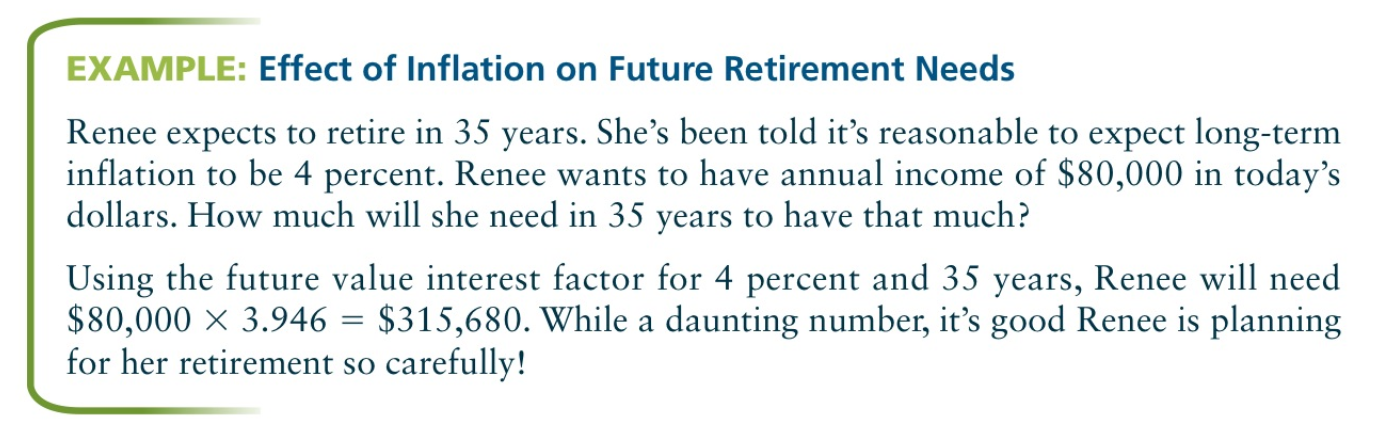 EXAMPLE: Effect of Inflation on Future Retirement Needs
Renee expects to retire in 35 years. She’s been told it’s reasonable to expect long-term
inflation to be 4 percent. Renee wants to have annual income of $80,000 in today’s
dollars. How much will she need in 35 years to have that much?
Using the future value interest factor for 4 percent and 35 years, Renee will need
$80,000 × 3.946 = $315,680. While a daunting number, it’s good Renee is planning
for her retirement so carefully!